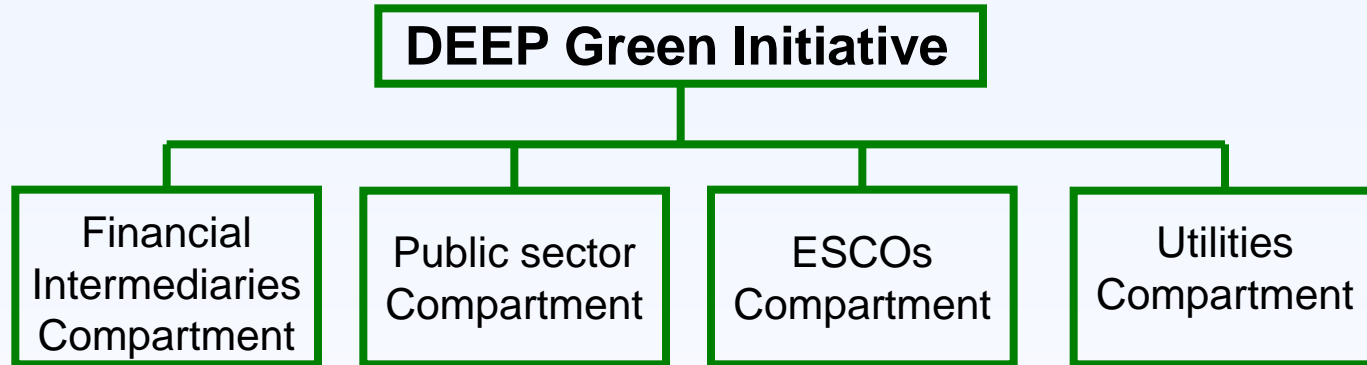 DEEP Green Initiative
Financial
Intermediaries
Compartment
Public sector
Compartment
ESCOs
Compartment
Utilities
Compartment